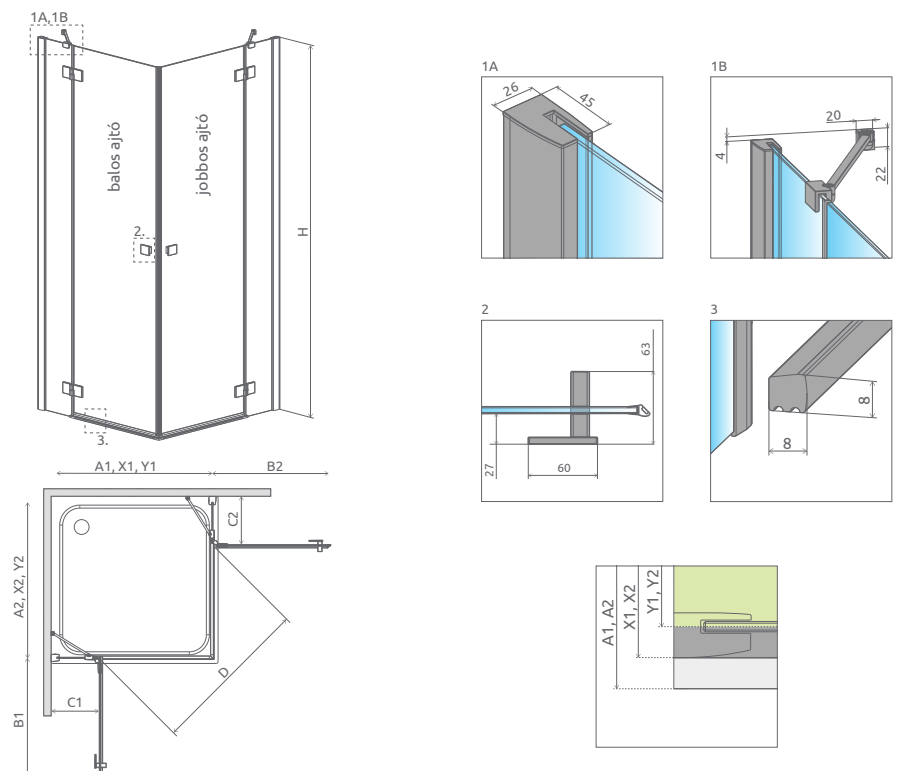 1A,1B
balos ajtó
jobbos ajtó
H
2.
3.
1A
26
45
1B
20
4
22
2
63
27
60
3
8
8
A1, X1, Y1
B2
C2
A2, X2, Y2
C1
D
B1
A1, A2
X1, X2
Y1, Y2